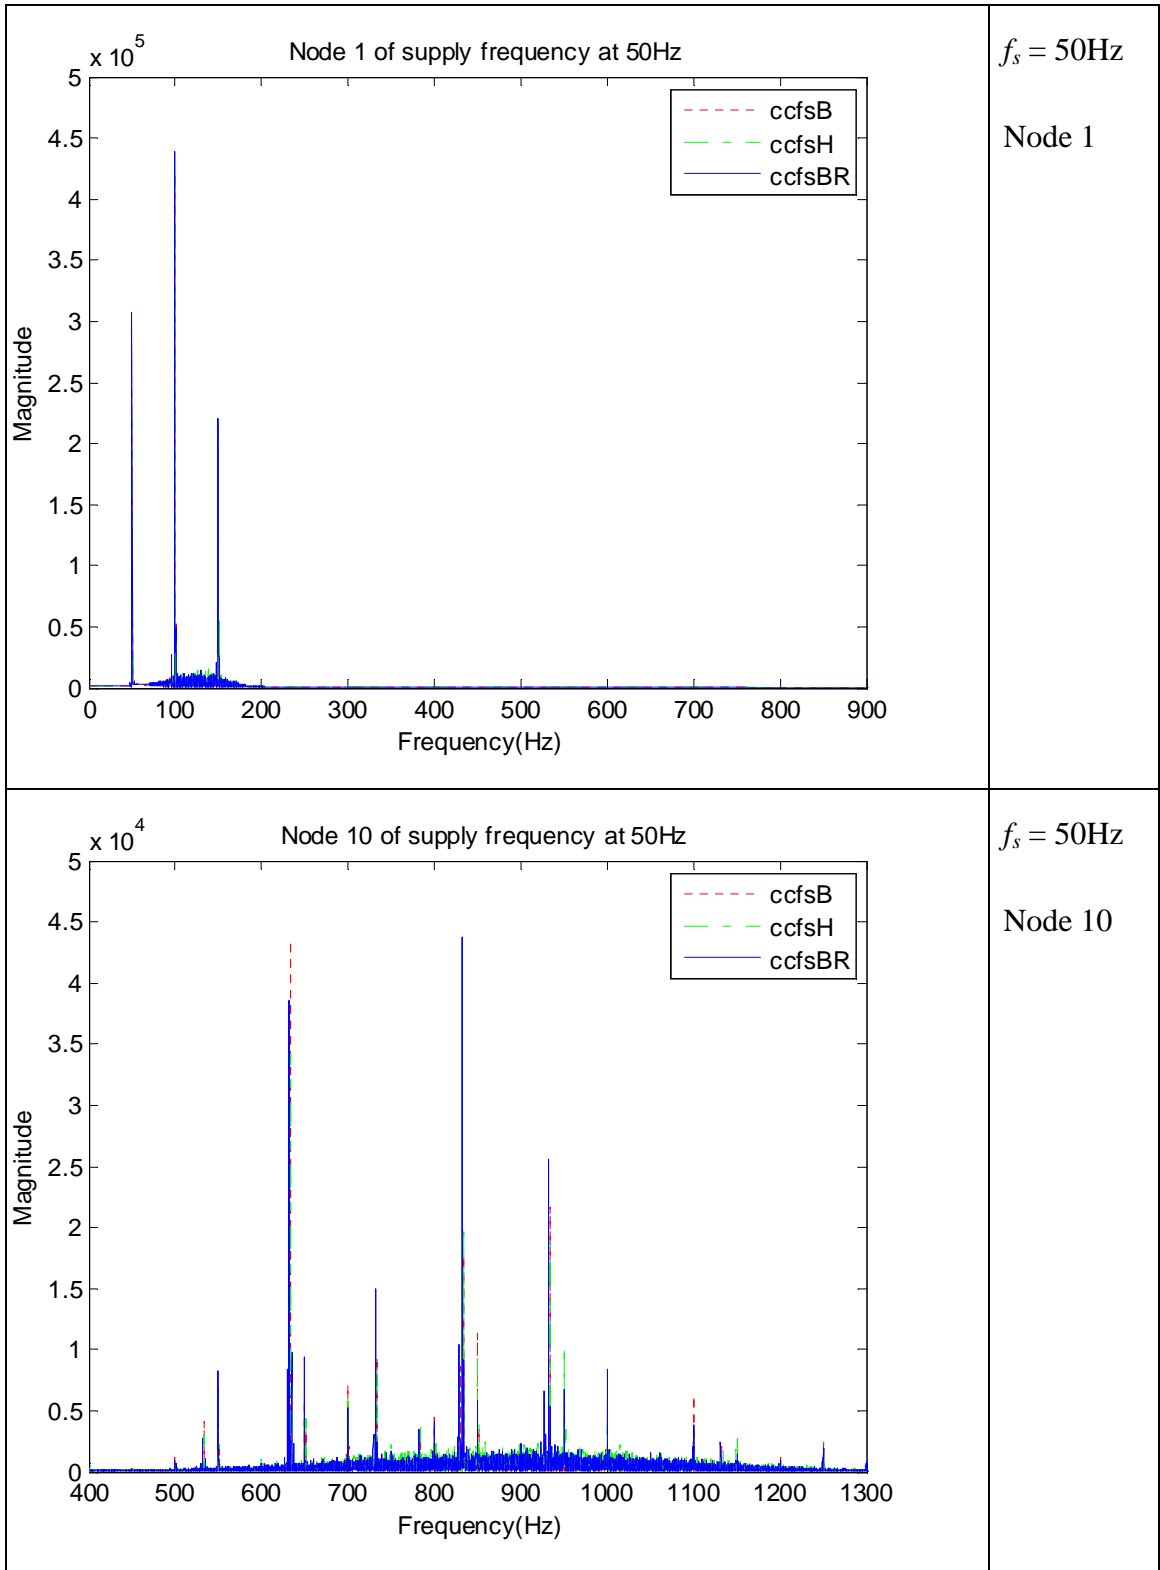 x 10^5
Node 1 of supply frequency at 50Hz
5
4.5
4
3.5
3
2.5
2
1.5
1
0.5
0
Magnitude
0 100 200 300 400 500 600 700 800 900
Frequency(Hz)
ccfsB
ccfsH
ccfsBR
f_s = 50Hz
Node 1
x 10^4
Node 10 of supply frequency at 50Hz
5
4.5
4
3.5
3
2.5
2
1.5
1
0.5
0
Magnitude
400 500 600 700 800 900 1000 1100 1200 1300
Frequency(Hz)
ccfsB
ccfsH
ccfsBR
f_s = 50Hz
Node 10